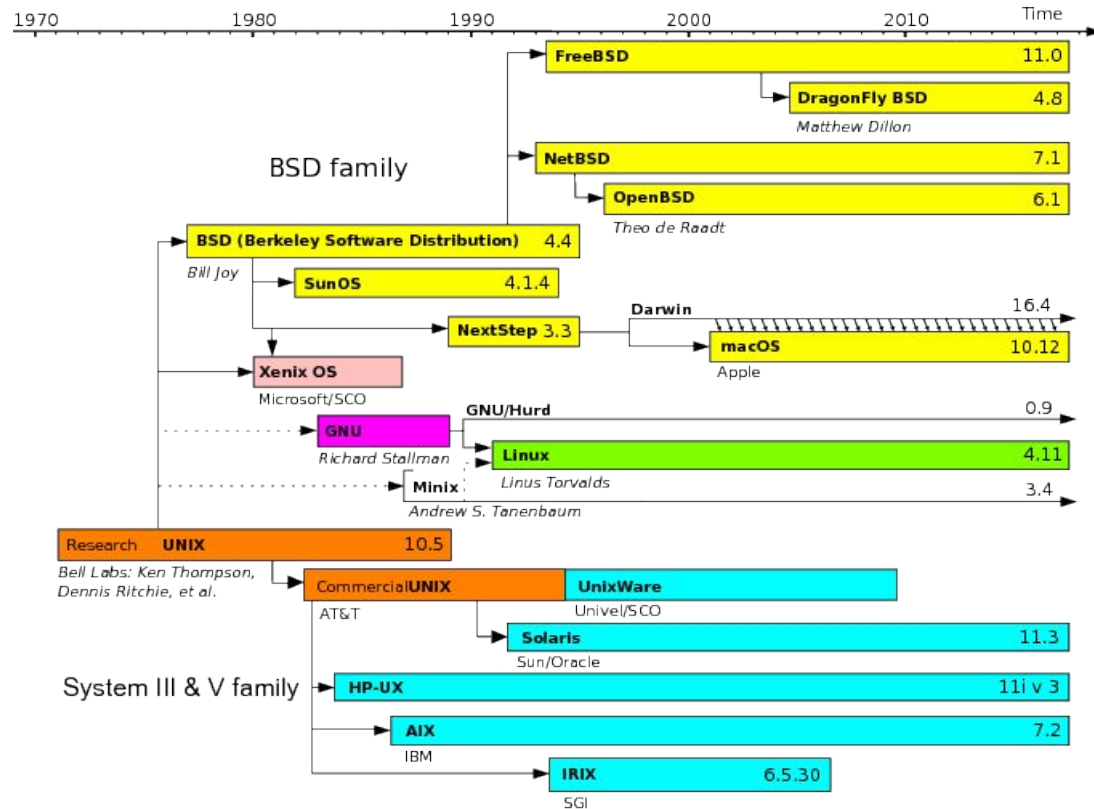 1970 1980 1990 2000 2010 Time
FreeBSD 11.0
DragonFly BSD 4.8
Matthew Dillon
BSD family
NetBSD 7.1
OpenBSD 6.1
Theo de Raadt
BSD (Berkeley Software Distribution) 4.4
Bill Joy
SunOS 4.1.4
Darwin 16.4
NextStep 3.3
macOS 10.12
Apple
Xenix OS
Microsoft/SCO
GNU/Hurd 0.9
GNU
Richard Stallman
Linux 4.11
Linus Torvalds
Minix 3.4
Andrew S. Tanenbaum
Research UNIX 10.5
Bell Labs: Ken Thompson,
Dennis Ritchie, et al.
CommercialUNIX UnixWare
AT&T Univel/SCO
Solaris 11.3
Sun/Oracle
System III & V family
HP-UX 11i v 3
AIX 7.2
IBM
IRIX 6.5.30
SGI